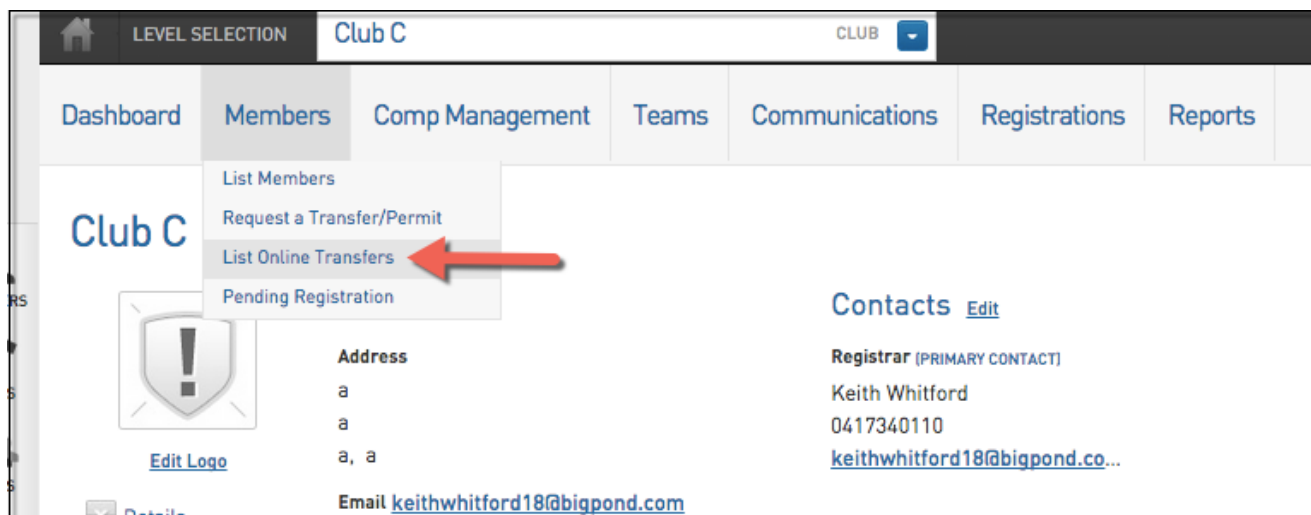 LEVEL SELECTION Club C CLUB
Dashboard Members Comp Management Teams Communications Registrations Reports
List Members
Request a Transfer/Permit
List Online Transfers
Pending Registration
Club C
RS
S
S
Edit Logo
Details
Address
a
a
a, a
Email keithwhitford18@bigpond.com
Contacts Edit
Registrar (PRIMARY CONTACT)
Keith Whitford
0417340110
keithwhitford18@bigpond.co...